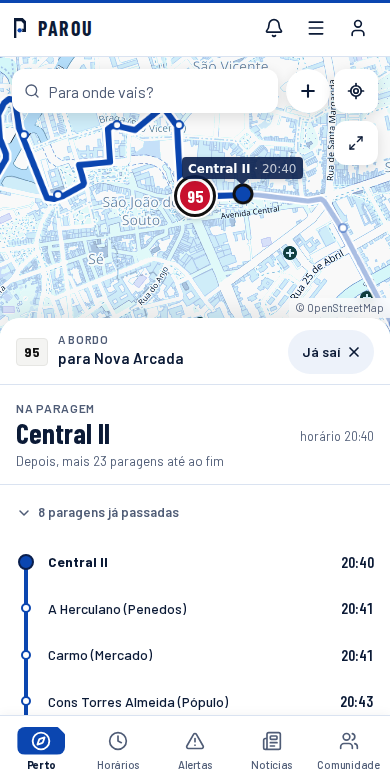 PAROU
São Vicente
Para onde vais?
Rua de Santa Margarida
Central II · 20:40
São João do
Souto
95
Avenida Central
Sé
Rua do Anjo
Rua 25 de Abril
© OpenStreetMap
95
A BORDO
para Nova Arcada
Já saí
NA PARAGEM
Central II
horário 20:40
Depois, mais 23 paragens até ao fim
8 paragens já passadas
Central II 20:40
A Herculano (Penedos) 20:41
Carmo (Mercado) 20:41
Cons Torres Almeida (Pópulo) 20:43
Perto Horários Alertas Notícias Comunidade